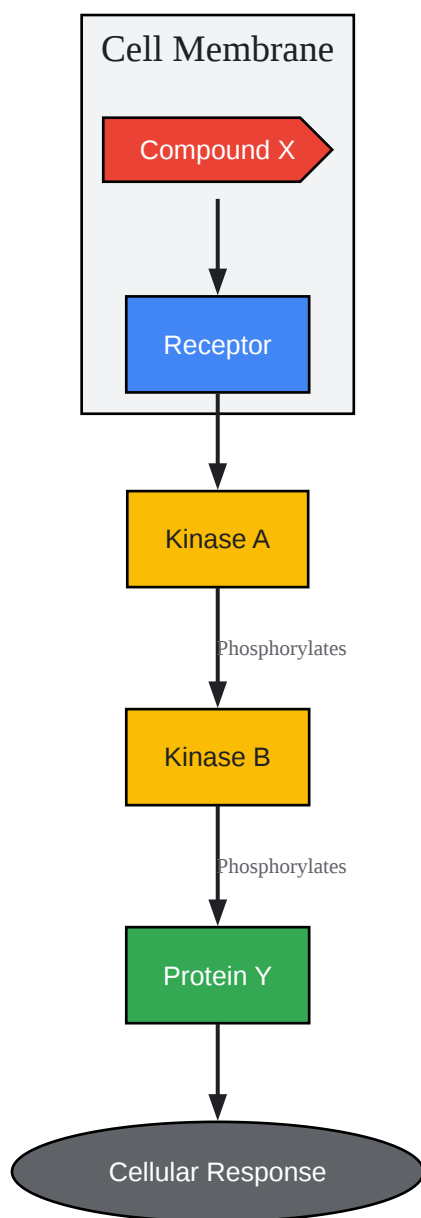 Cell Membrane
Compound X
Receptor
Kinase A
Phosphorylates
Kinase B
Phosphorylates
Protein Y
Cellular Response